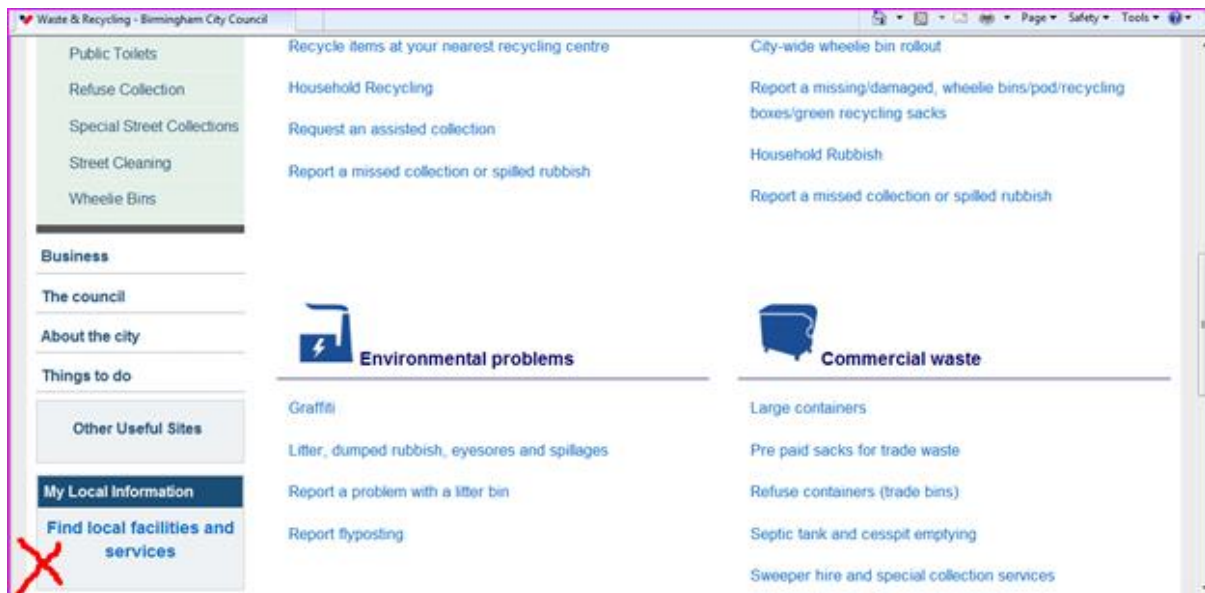 Waste & Recycling - Birmingham City Council
Page Safety Tools
Public Toilets
Refuse Collection
Special Street Collections
Street Cleaning
Wheelie Bins
Business
The council
About the city
Things to do
Other Useful Sites
My Local Information
Find local facilities and
services
Recycle items at your nearest recycling centre
Household Recycling
Request an assisted collection
Report a missed collection or spilled rubbish
City-wide wheelie bin rollout
Report a missing/damaged, wheelie bins/pod/recycling
boxes/green recycling sacks
Household Rubbish
Report a missed collection or spilled rubbish
Environmental problems
Graffiti
Litter, dumped rubbish, eyesores and spillages
Report a problem with a litter bin
Report flyposting
Commercial waste
Large containers
Pre paid sacks for trade waste
Refuse containers (trade bins)
Septic tank and cesspit emptying
Sweeper hire and special collection services